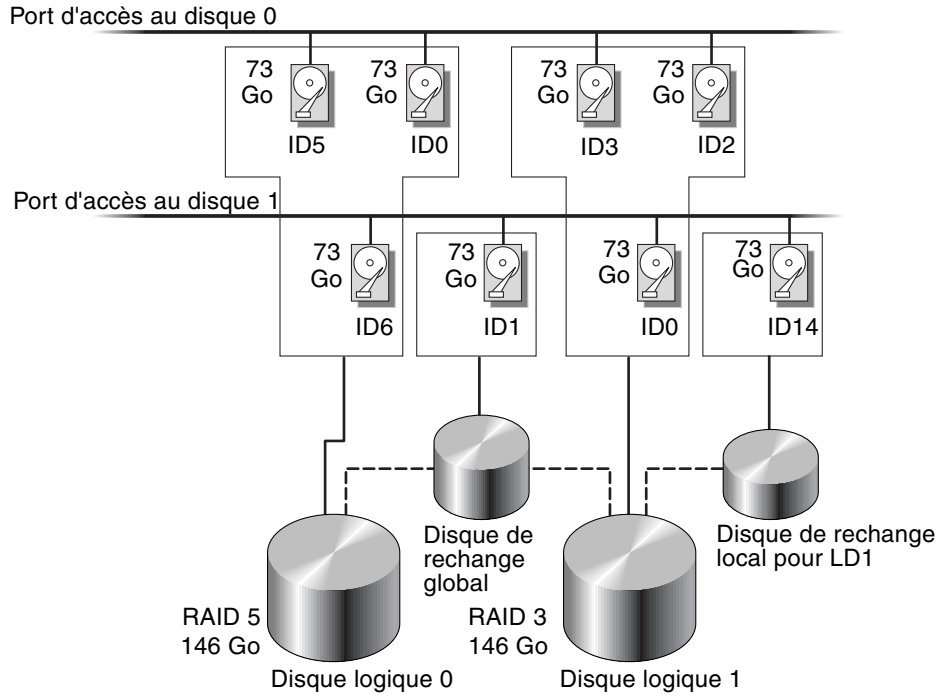 Port d'accès au disque 0
73
Go
ID5
73
Go
ID0
73
Go
ID3
73
Go
ID2
Port d'accès au disque 1
73
Go
ID6
73
Go
ID1
73
Go
ID0
73
Go
ID14
Disque de
rechange
global
Disque de rechange
local pour LD1
RAID 5
146 Go
Disque logique 0
RAID 3
146 Go
Disque logique 1